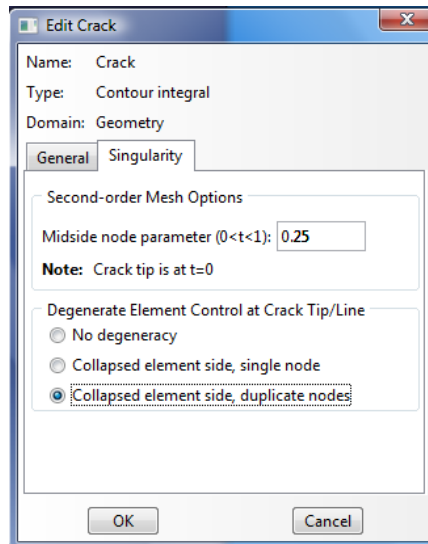 Edit Crack
Name: Crack
Type: Contour integral
Domain: Geometry
General Singularity
Second-order Mesh Options
Midside node parameter (0<t<1): 0.25
Note: Crack tip is at t=0
Degenerate Element Control at Crack Tip/Line
No degeneracy
Collapsed element side, single node
Collapsed element side, duplicate nodes
OK Cancel